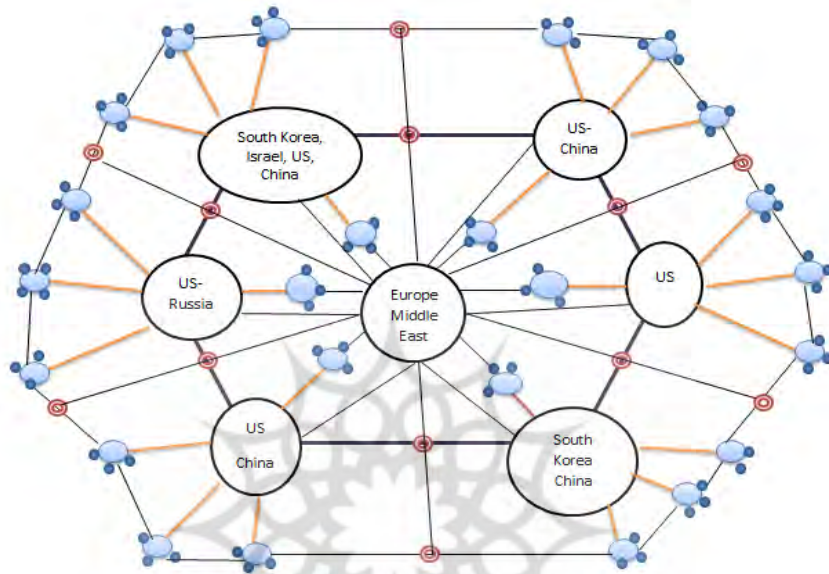 South Korea,
Israel, US,
China
US-
China
US-
Russia
Europe
Middle
East
US
US
China
South
Korea
China